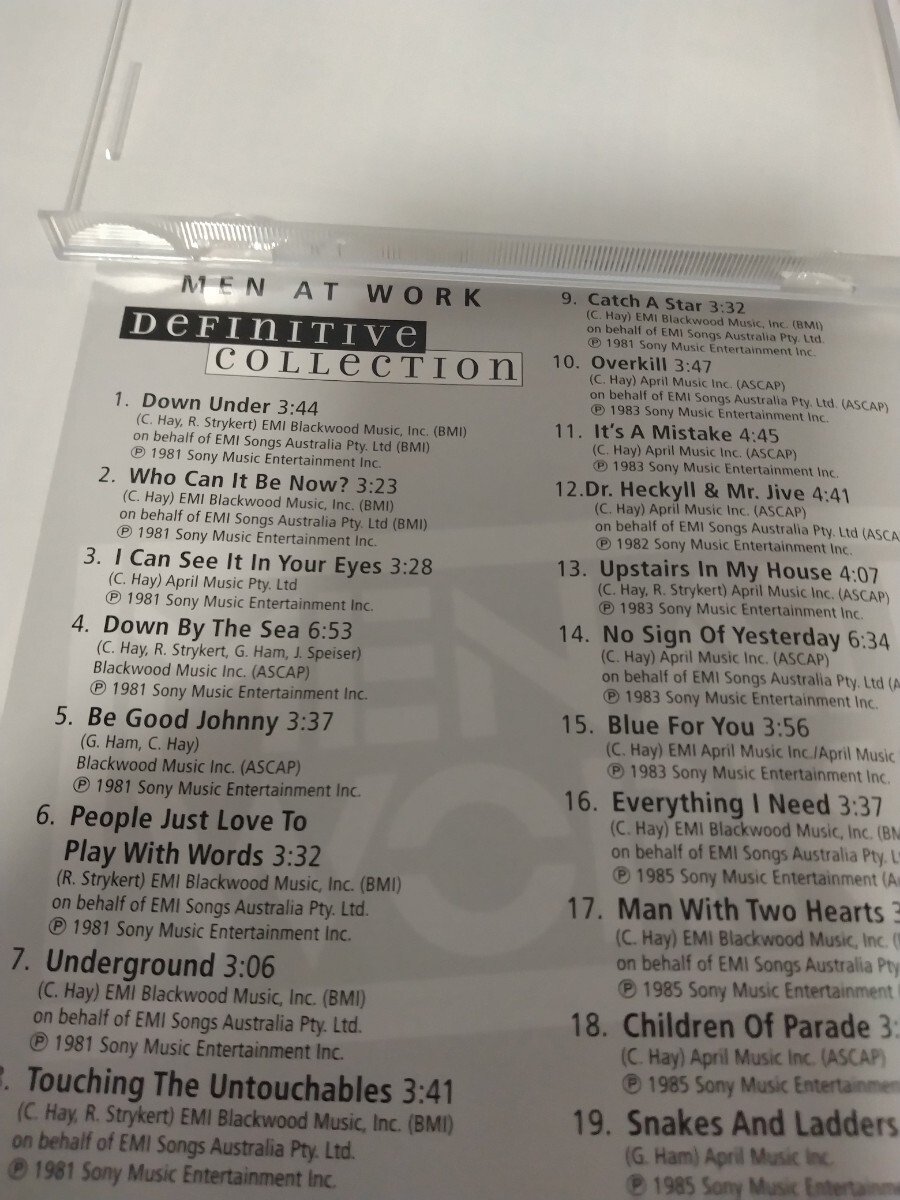 MEN AT WORK
DEFINITIVE
COLLECTION
1. Down Under 3:44
(C. Hay, R. Strykert) EMI Blackwood Music, Inc. (BMI)
on behalf of EMI Songs Australia Pty. Ltd (BMI)
℗ 1981 Sony Music Entertainment Inc.
2. Who Can It Be Now? 3:23
(C. Hay) EMI Blackwood Music, Inc. (BMI)
on behalf of EMI Songs Australia Pty. Ltd (BMI)
℗ 1981 Sony Music Entertainment Inc.
3. I Can See It In Your Eyes 3:28
(C. Hay) April Music Pty. Ltd
℗ 1981 Sony Music Entertainment Inc.
4. Down By The Sea 6:53
(C. Hay, R. Strykert, G. Ham, J. Speiser)
Blackwood Music Inc. (ASCAP)
℗ 1981 Sony Music Entertainment Inc.
5. Be Good Johnny 3:37
(G. Ham, C. Hay)
Blackwood Music Inc. (ASCAP)
℗ 1981 Sony Music Entertainment Inc.
6. People Just Love To
Play With Words 3:32
(R. Strykert) EMI Blackwood Music, Inc. (BMI)
on behalf of EMI Songs Australia Pty. Ltd.
℗ 1981 Sony Music Entertainment Inc.
7. Underground 3:06
(C. Hay) EMI Blackwood Music, Inc. (BMI)
on behalf of EMI Songs Australia Pty. Ltd.
℗ 1981 Sony Music Entertainment Inc.
Touching The Untouchables 3:41
(C. Hay, R. Strykert) EMI Blackwood Music, Inc. (BMI)
on behalf of EMI Songs Australia Pty. Ltd.
℗ 1981 Sony Music Entertainment Inc.
9. Catch A Star 3:32
(C. Hay) EMI Blackwood Music, Inc. (BMI)
on behalf of EMI Songs Australia Pty. Ltd.
℗ 1981 Sony Music Entertainment Inc.
10. Overkill 3:47
(C. Hay) April Music Inc. (ASCAP)
on behalf of EMI Songs Australia Pty. Ltd. (ASCAP)
℗ 1983 Sony Music Entertainment Inc.
11. It's A Mistake 4:45
(C. Hay) April Music Inc. (ASCAP)
℗ 1983 Sony Music Entertainment Inc.
12.Dr. Heckyll & Mr. Jive 4:41
(C. Hay) April Music Inc. (ASCAP)
on behalf of EMI Songs Australia Pty. Ltd (ASCA
℗ 1982 Sony Music Entertainment Inc.
13. Upstairs In My House 4:07
(C. Hay, R. Strykert) April Music Inc. (ASCAP)
℗ 1983 Sony Music Entertainment Inc.
14. No Sign Of Yesterday 6:34
(C. Hay) April Music Inc. (ASCAP)
on behalf of EMI Songs Australia Pty. Ltd (A
℗ 1983 Sony Music Entertainment Inc.
15. Blue For You 3:56
(C. Hay) EMI April Music Inc./April Music
℗ 1983 Sony Music Entertainment Inc.
16. Everything I Need 3:37
(C. Hay) EMI Blackwood Music, Inc. (BM
on behalf of EMI Songs Australia Pty. L
℗ 1985 Sony Music Entertainment (A
17. Man With Two Hearts 3
(C. Hay) EMI Blackwood Music, Inc. (
on behalf of EMI Songs Australia Pty
℗ 1985 Sony Music Entertainment
18. Children Of Parade 3:
(C. Hay) April Music Inc. (ASCAP)
℗ 1985 Sony Music Entertainmen
19. Snakes And Ladders
(G. Ham) April Music Inc.
℗ 1985 Sony Music Entertainme